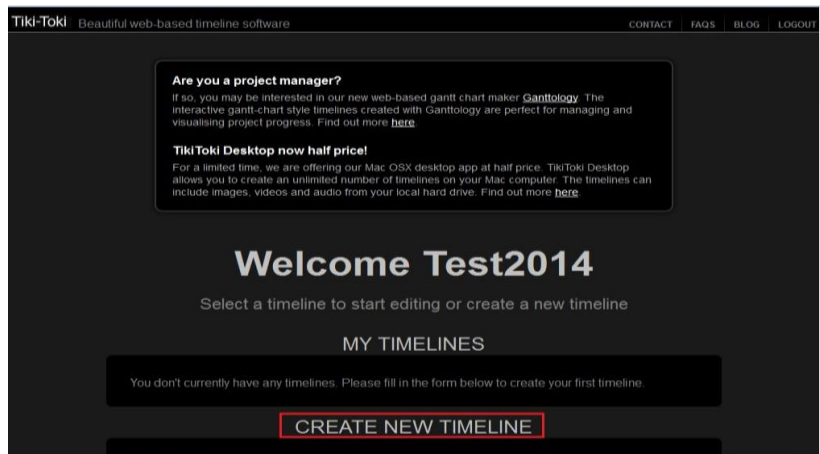 Tiki-Toki Beautiful web-based timeline software CONTACT FAQS BLOG LOGOUT
Are you a project manager?
If so, you may be interested in our new web-based gantt chart maker Ganttology. The
interactive gantt-chart style timelines created with Ganttology are perfect for managing and
visualising project progress. Find out more here.
TikiToki Desktop now half price!
For a limited time, we are offering our Mac OSX desktop app at half price. TikiToki Desktop
allows you to create an unlimited number of timelines on your Mac computer. The timelines can
include images, videos and audio from your local hard drive. Find out more here.
Welcome Test2014
Select a timeline to start editing or create a new timeline
MY TIMELINES
You don't currently have any timelines. Please fill in the form below to create your first timeline.
CREATE NEW TIMELINE